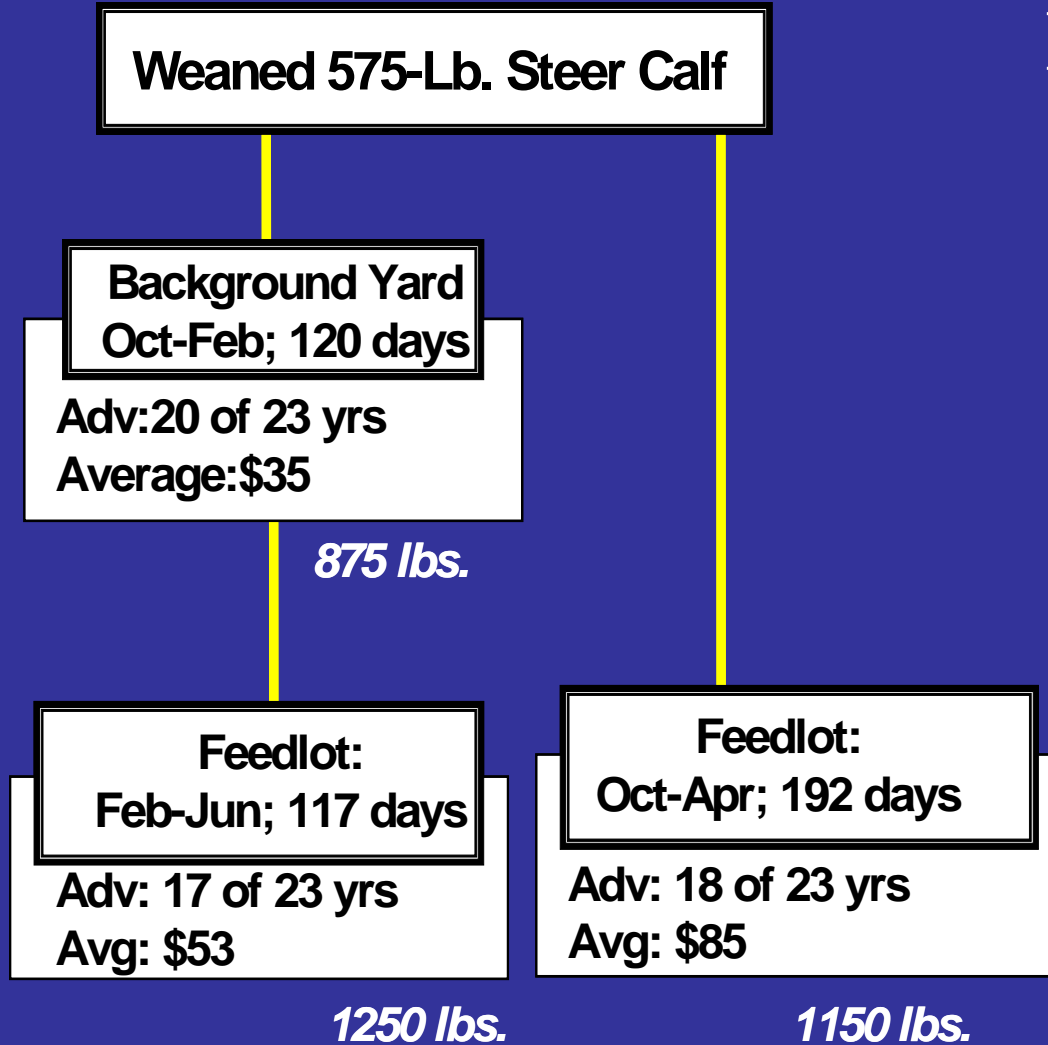 Weaned 575-Lb. Steer Calf
Background Yard
Oct-Feb; 120 days
Adv:20 of 23 yrs
Average:$35
875 lbs.
Feedlot:
Feb-Jun; 117 days
Adv: 17 of 23 yrs
Avg: $53
1250 lbs.
Feedlot:
Oct-Apr; 192 days
Adv: 18 of 23 yrs
Avg: $85
1150 lbs.